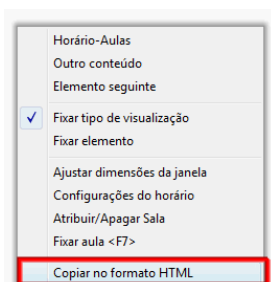 Horário-Aulas
Outro conteúdo
Elemento seguinte
Fixar tipo de visualização
Fixar elemento
Ajustar dimensões da janela
Configurações do horário
Atribuir/Apagar Sala
Fixar aula <F7>
Copiar no formato HTML